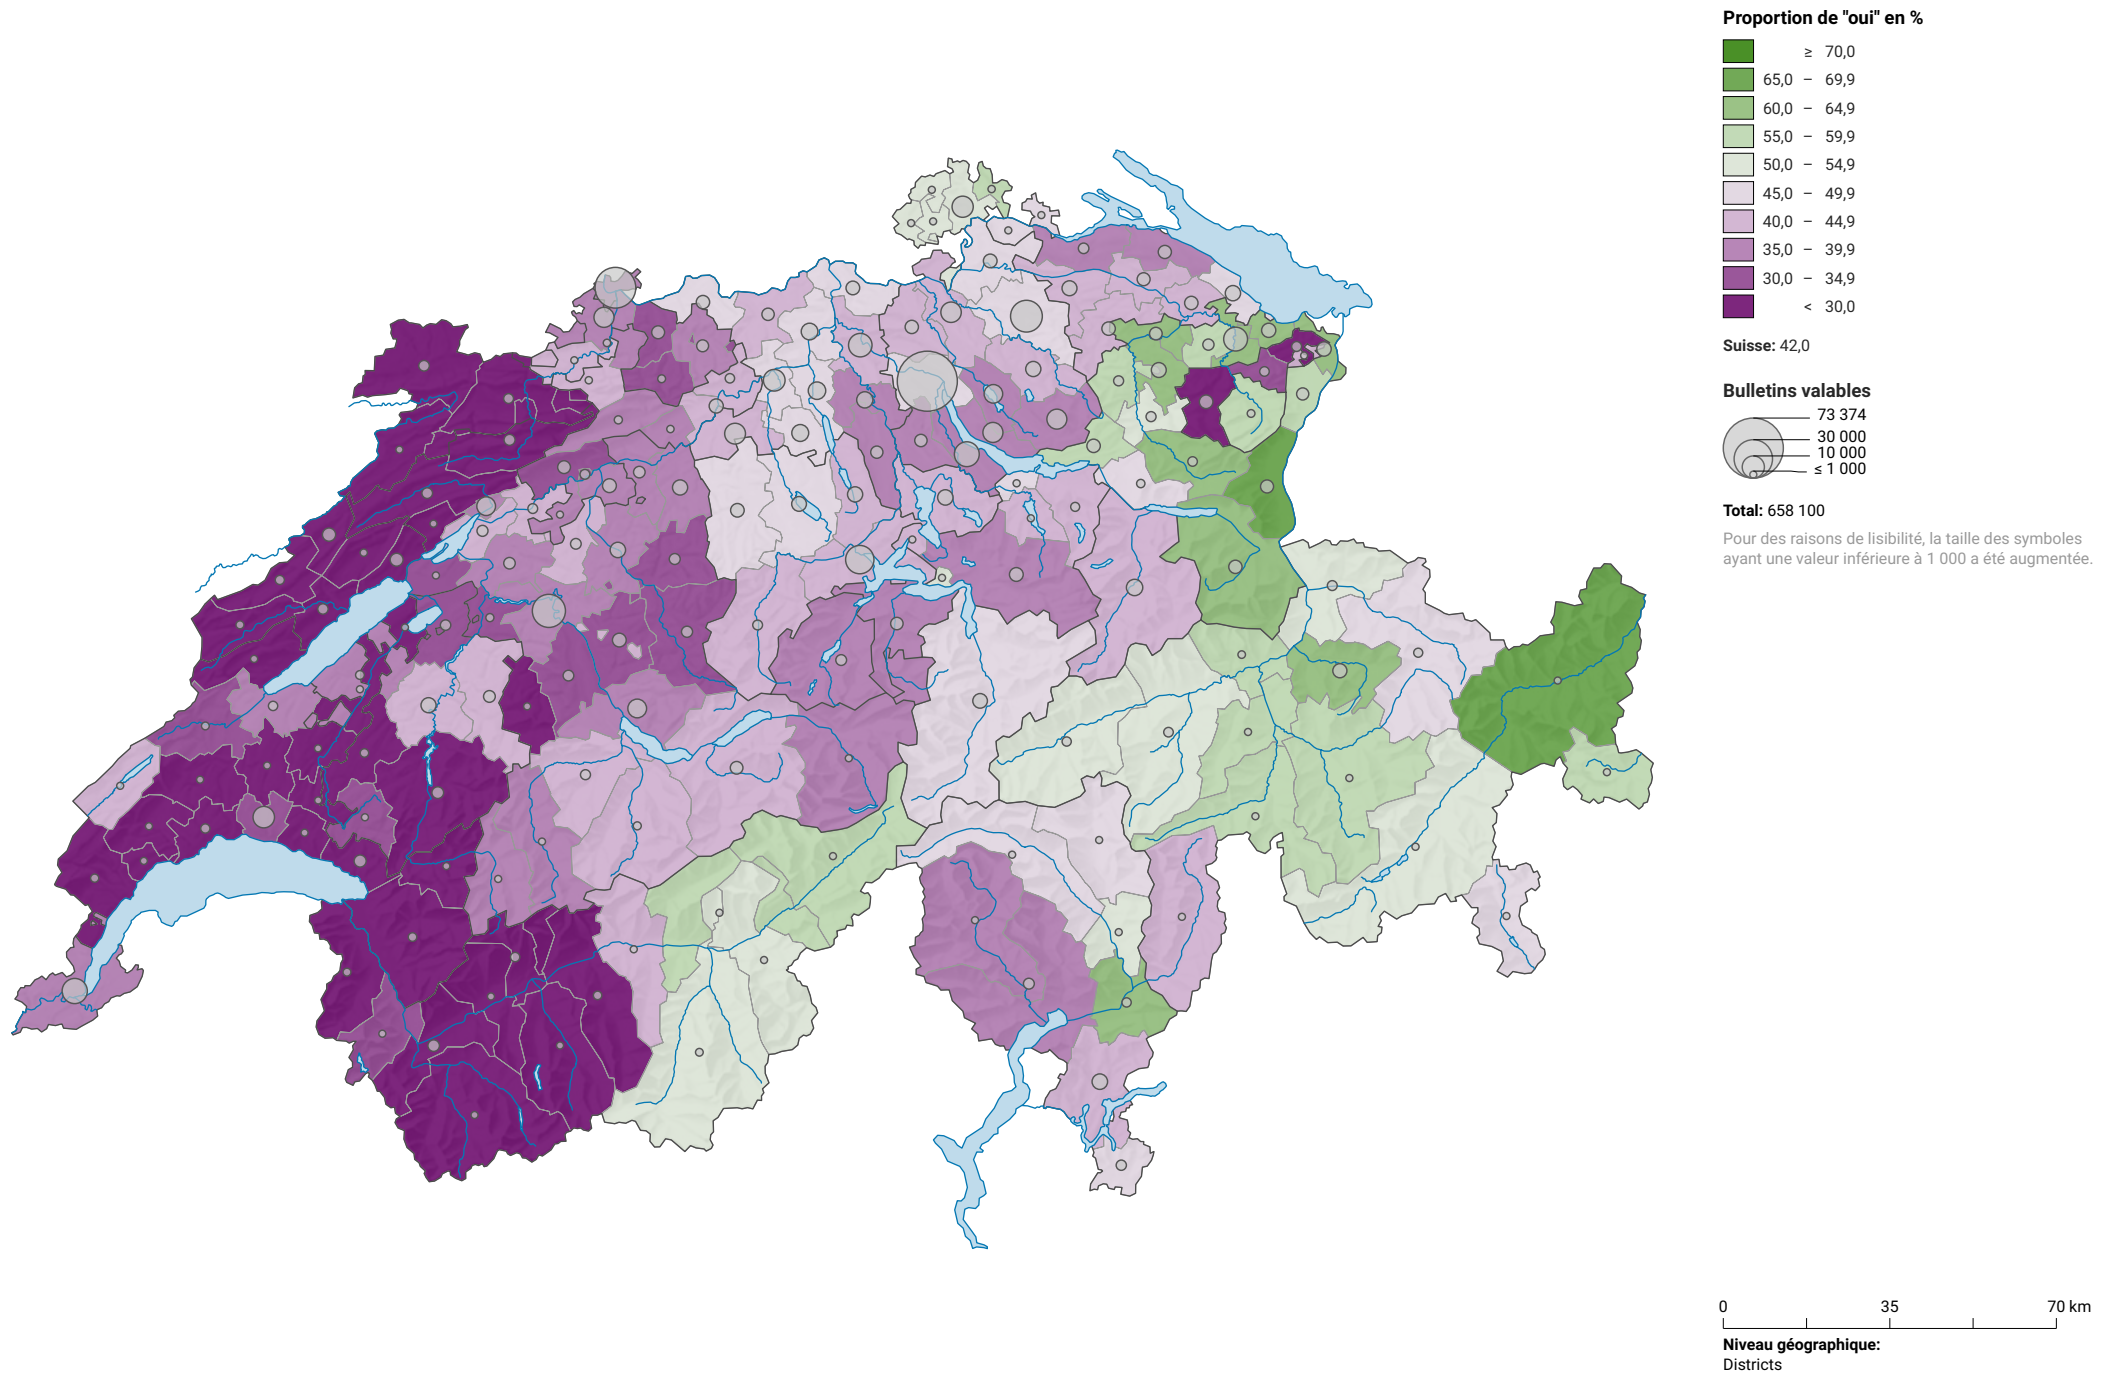 Proportion de "oui" en %
≥ 70,0
65,0 – 69,9
60,0 – 64,9
55,0 – 59,9
50,0 – 54,9
45,0 – 49,9
40,0 – 44,9
35,0 – 39,9
30,0 – 34,9
< 30,0
Suisse: 42,0
Bulletins valables
73 374
30 000
10 000
≤ 1 000
Total: 658 100
Pour des raisons de lisibilité, la taille des symboles
ayant une valeur inférieure à 1 000 a été augmentée.
0 35 70 km
Niveau géographique:
Districts